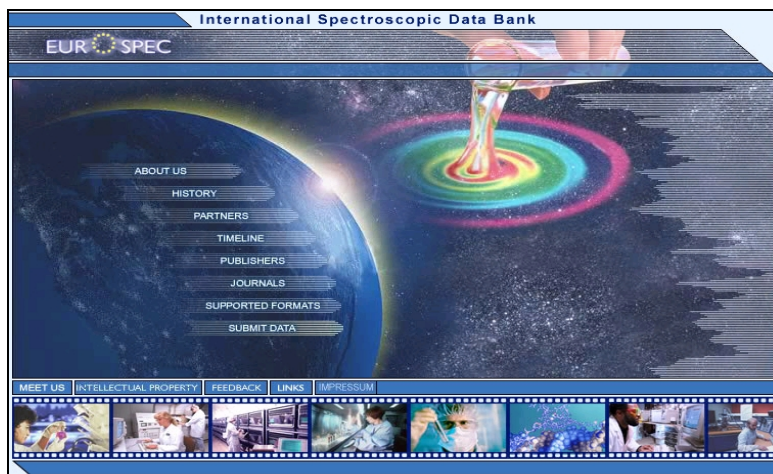 International Spectroscopic Data Bank
EUR SPEC
ABOUT US
HISTORY
PARTNERS
TIMELINE
PUBLISHERS
JOURNALS
SUPPORTED FORMATS
SUBMIT DATA
MEET US INTELLECTUAL PROPERTY FEEDBACK LINKS IMPRESSUM